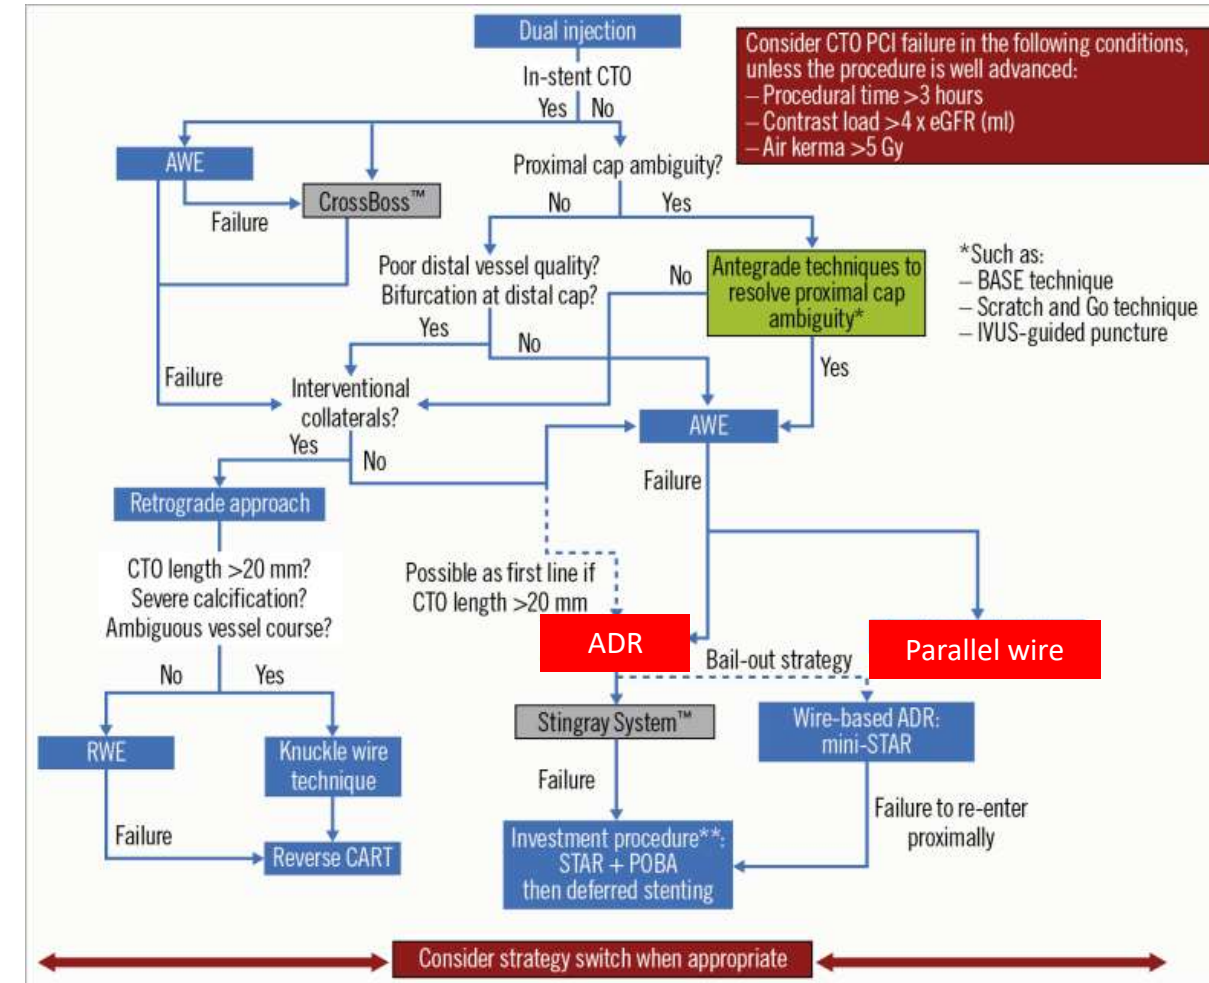 Dual injection
Consider CTO PCI failure in the following conditions,
unless the procedure is well advanced:
– Procedural time >3 hours
– Contrast load >4 x eGFR (ml)
– Air kerma >5 Gy
In-stent CTO
Yes
No
AWE
Proximal cap ambiguity?
Failure
CrossBoss™
No
Yes
Poor distal vessel quality?
Bifurcation at distal cap?
No
Antegrade techniques to
resolve proximal cap
ambiguity*
*Such as:
– BASE technique
– Scratch and Go technique
– IVUS-guided puncture
Yes
No
Yes
Failure
Interventional
collaterals?
AWE
Yes
No
Failure
Retrograde approach
CTO length >20 mm?
Severe calcification?
Ambiguous vessel course?
Possible as first line if
CTO length >20 mm
ADR
Parallel wire
Bail-out strategy
No
Yes
Stingray System™
Wire-based ADR:
mini-STAR
RWE
Knuckle wire
technique
Failure
Failure to re-enter
proximally
Failure
Reverse CART
Investment procedure**:
STAR + POBA
then deferred stenting
Consider strategy switch when appropriate